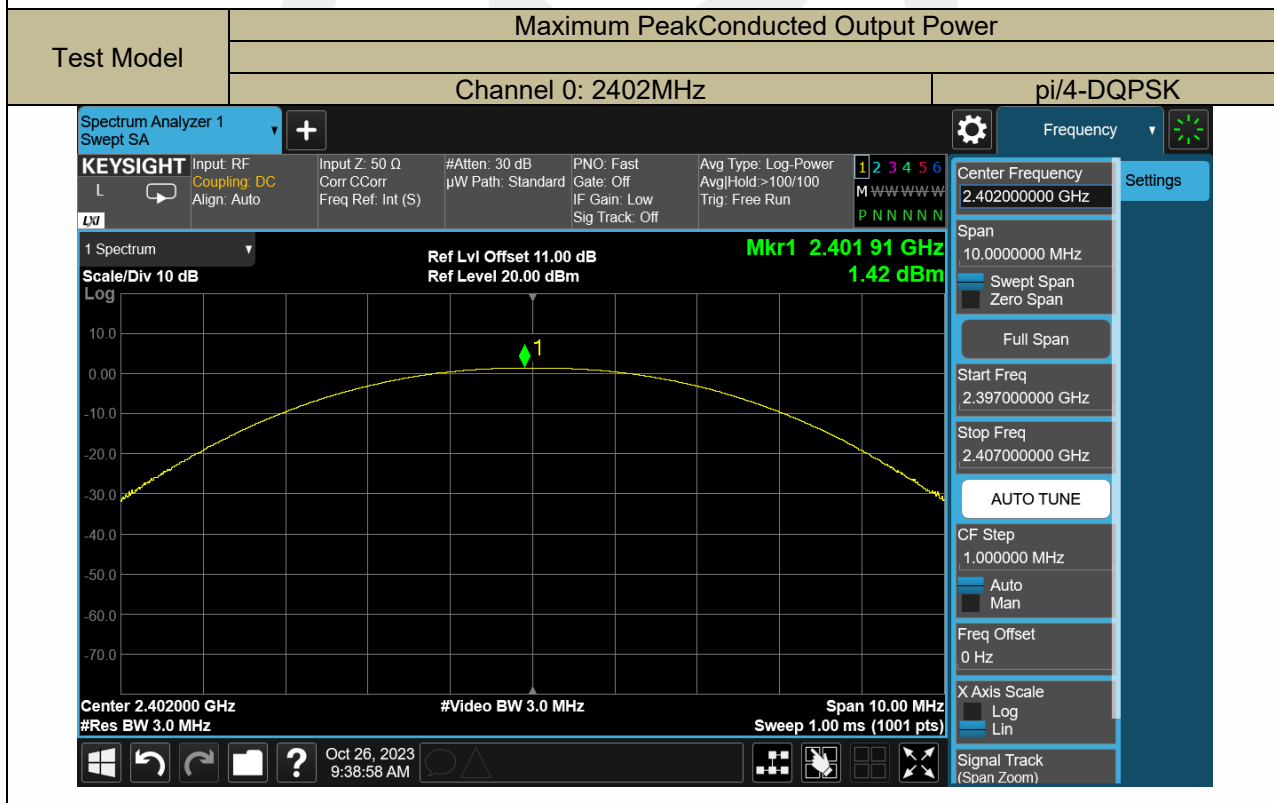 Test Model
Maximum PeakConducted Output Power
Channel 0: 2402MHz
pi/4-DQPSK
Spectrum Analyzer 1
Swept SA
Frequency
KEYSIGHT
L
LXI
Input: RF
Coupling: DC
Align: Auto
Input Z: 50 Ω
Corr CCorr
Freq Ref: Int (S)
#Atten: 30 dB
µW Path: Standard
PNO: Fast
Gate: Off
IF Gain: Low
Sig Track: Off
Avg Type: Log-Power
Avg|Hold:>100/100
Trig: Free Run
1 2 3 4 5 6
M W W W W W
P N N N N N
1 Spectrum
Scale/Div 10 dB
Log
Ref Lvl Offset 11.00 dB
Ref Level 20.00 dBm
Mkr1 2.401 91 GHz
1.42 dBm
10.0
1
0.00
-10.0
-20.0
-30.0
-40.0
-50.0
-60.0
-70.0
Center 2.402000 GHz
#Res BW 3.0 MHz
#Video BW 3.0 MHz
Span 10.00 MHz
Sweep 1.00 ms (1001 pts)
Center Frequency
2.402000000 GHz
Settings
Span
10.0000000 MHz
Swept Span
Zero Span
Full Span
Start Freq
2.397000000 GHz
Stop Freq
2.407000000 GHz
AUTO TUNE
CF Step
1.000000 MHz
Auto
Man
Freq Offset
0 Hz
X Axis Scale
Log
Lin
Signal Track
(Span Zoom)
?
Oct 26, 2023
9:38:58 AM